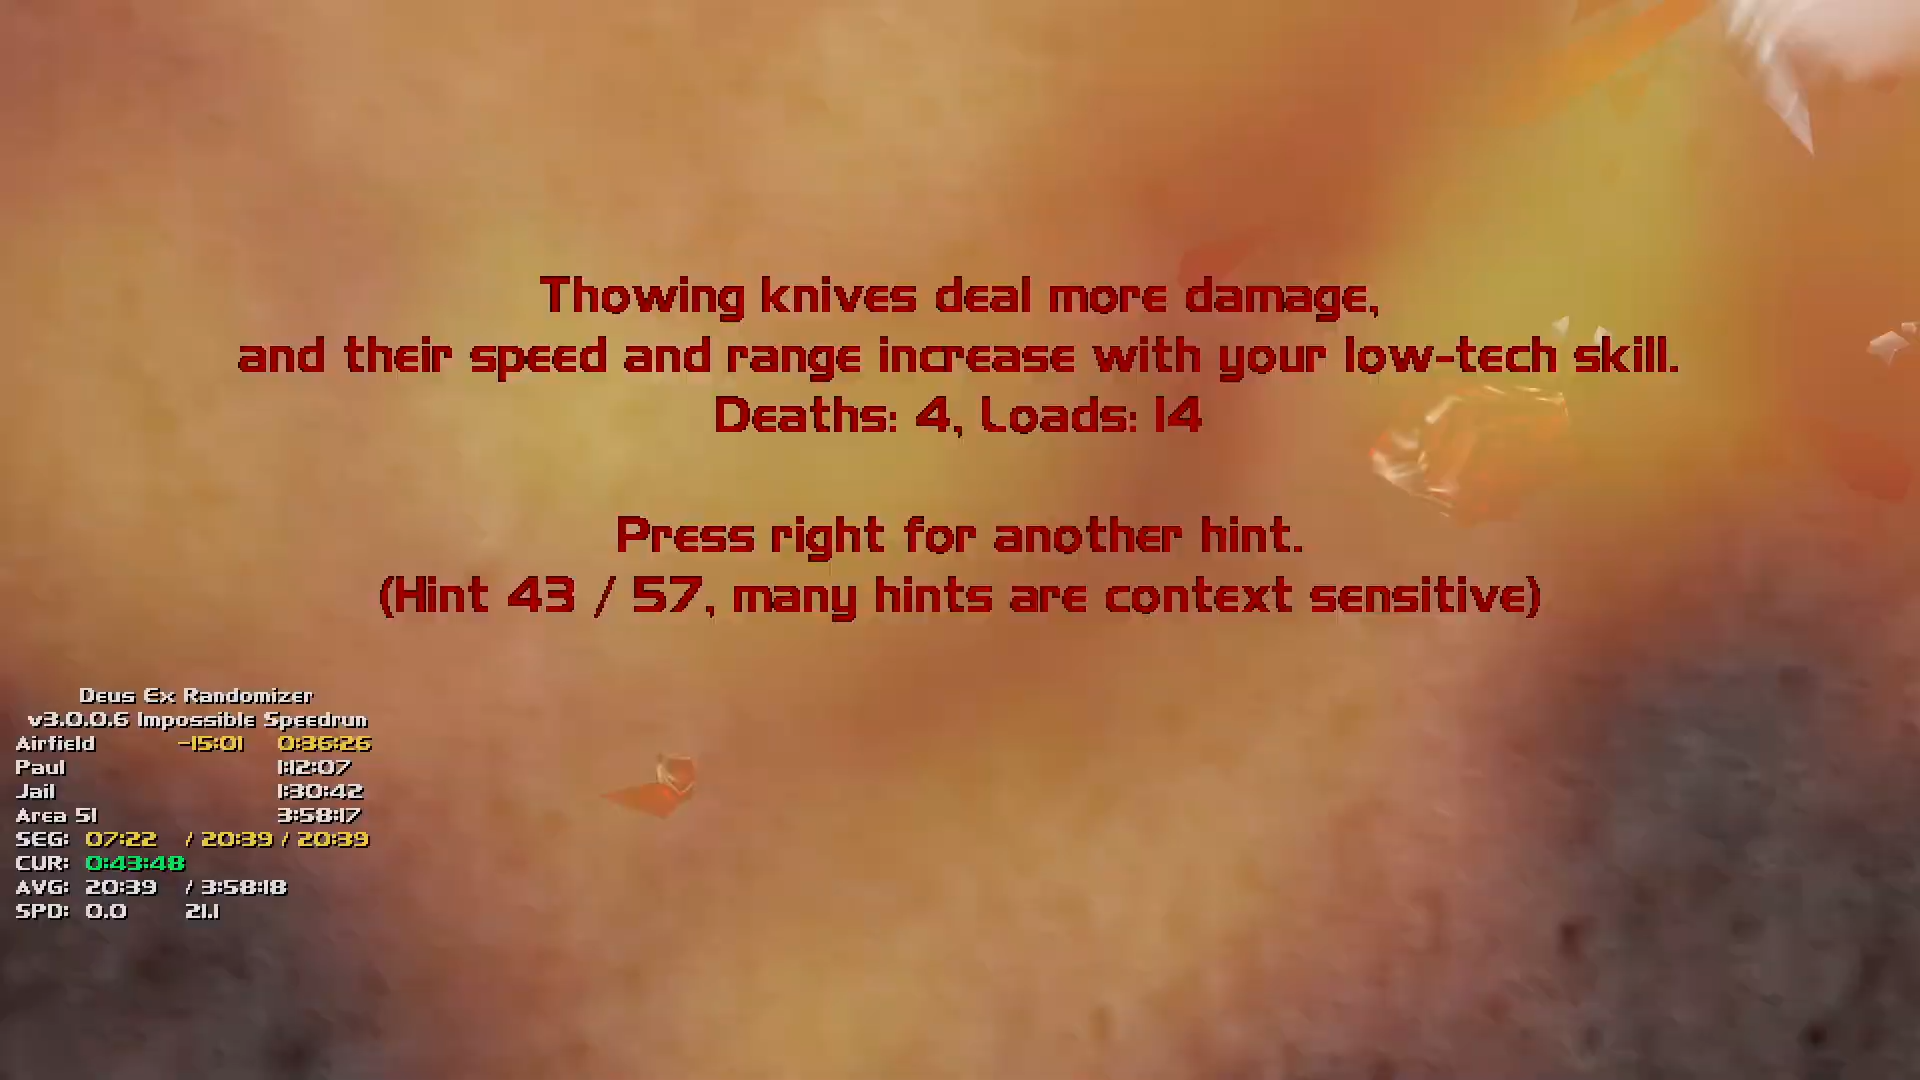 Thowing knives deal more damage,
and their speed and range increase with your low-tech skill.
Deaths: 4, Loads: 14
Press right for another hint.
(Hint 43 / 57, many hints are context sensitive)
Deus Ex Randomizer
v3.0.0.6 Impossible Speedrun
Airfield -15:01 0:36:26
Paul 1:12:07
Jail 1:30:42
Area 51 3:58:17
SEG: 07:22 / 20:39 / 20:39
CUR: 0:43:48
AVG: 20:39 / 3:58:18
SPD: 0.0 21.1